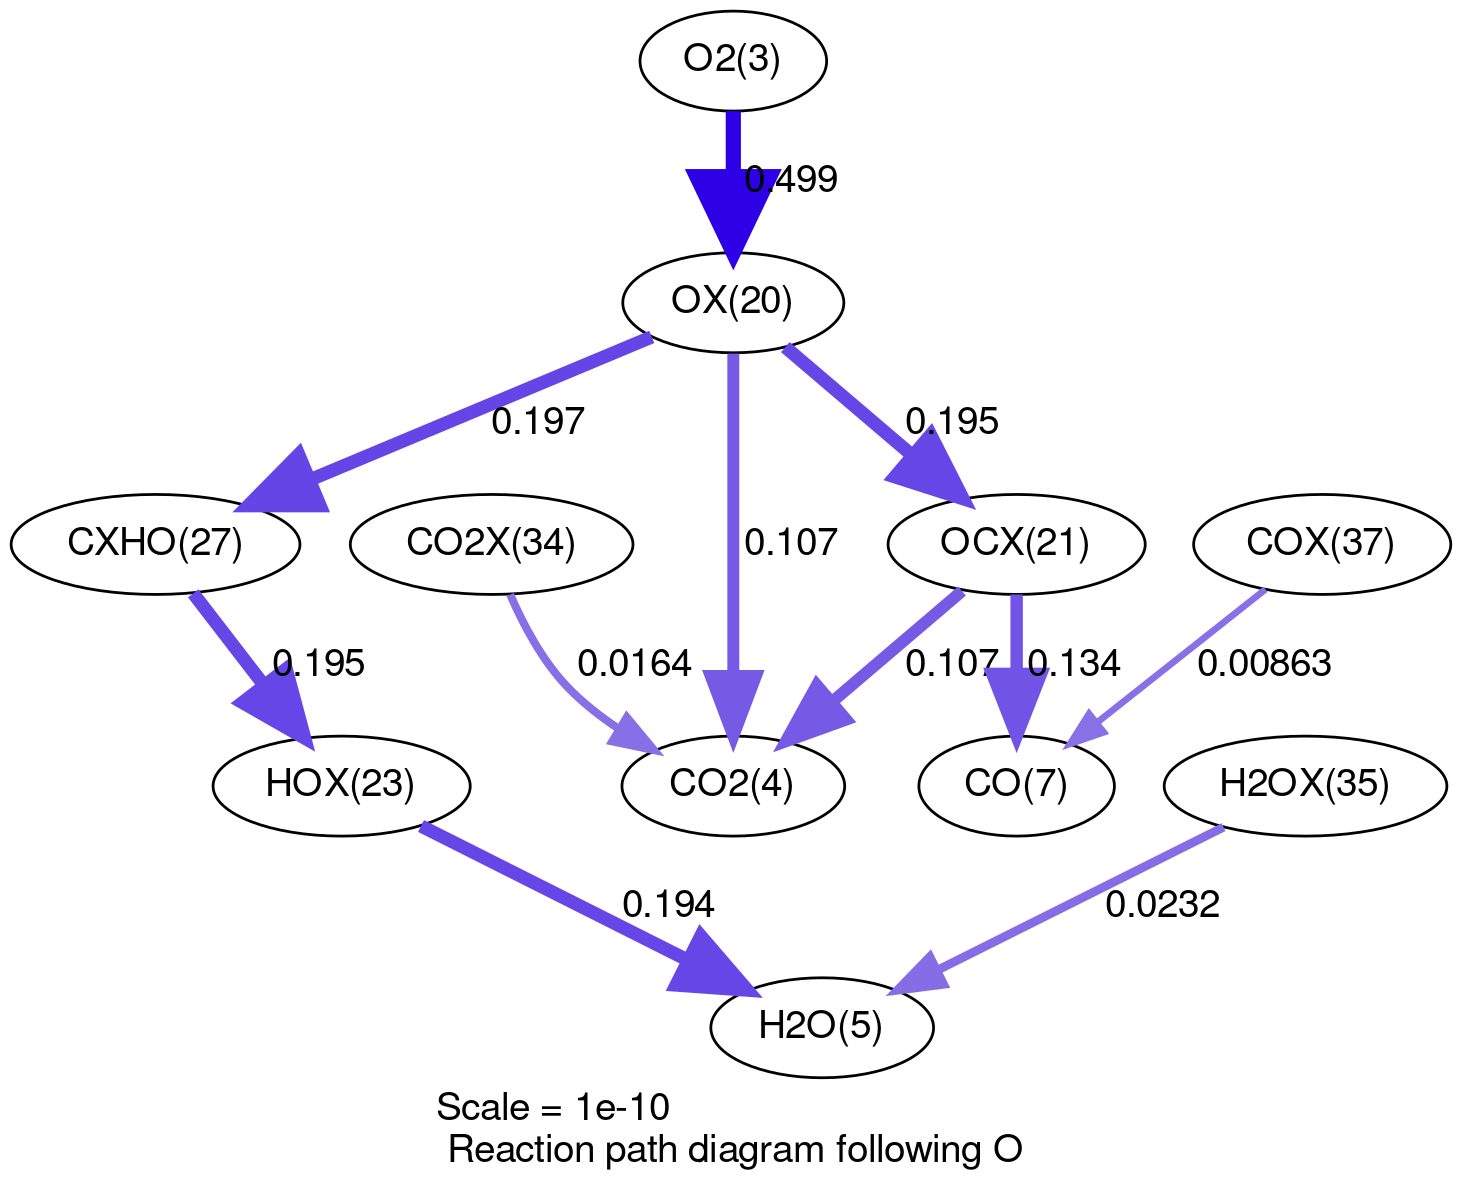 O2(3)
0.499
OX(20)
0.197
0.195
CXHO(27)
CO2X(34)
0.107
OCX(21)
COX(37)
0.195
0.0164
0.107
0.134
0.00863
HOX(23)
CO2(4)
CO(7)
H2OX(35)
0.194
0.0232
H2O(5)
Scale = 1e-10
Reaction path diagram following O